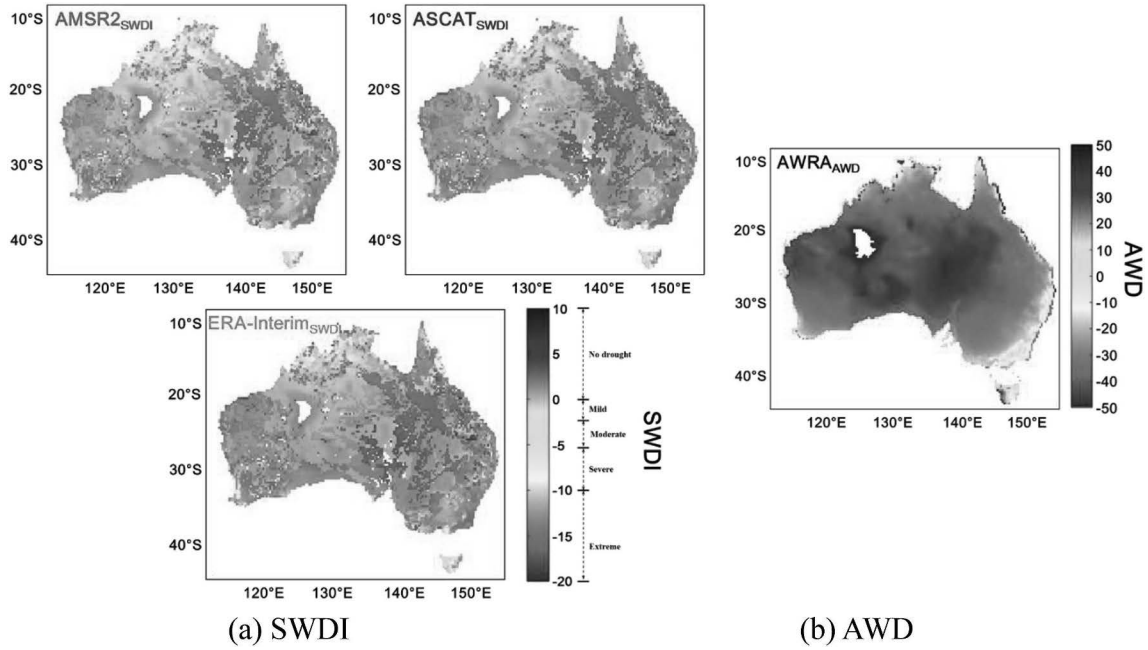 AMSR2SWDI
10°S
20°S
30°S
40°S
120°E 130°E 140°E 150°E
ASCATSWDI
10°S
20°S
30°S
40°S
120°E 130°E 140°E 150°E
ERA-InterimSWDI
10°S
20°S
30°S
40°S
120°E 130°E 140°E 150°E
10
5
0
-5
-10
-15
-20
No drought
Mild
Moderate
Severe
Extreme
SWDI
(a) SWDI
AWRAAWD
10°S
20°S
30°S
40°S
120°E 130°E 140°E 150°E
50
40
30
20
10
0
-10
-20
-30
-40
-50
AWD
(b) AWD